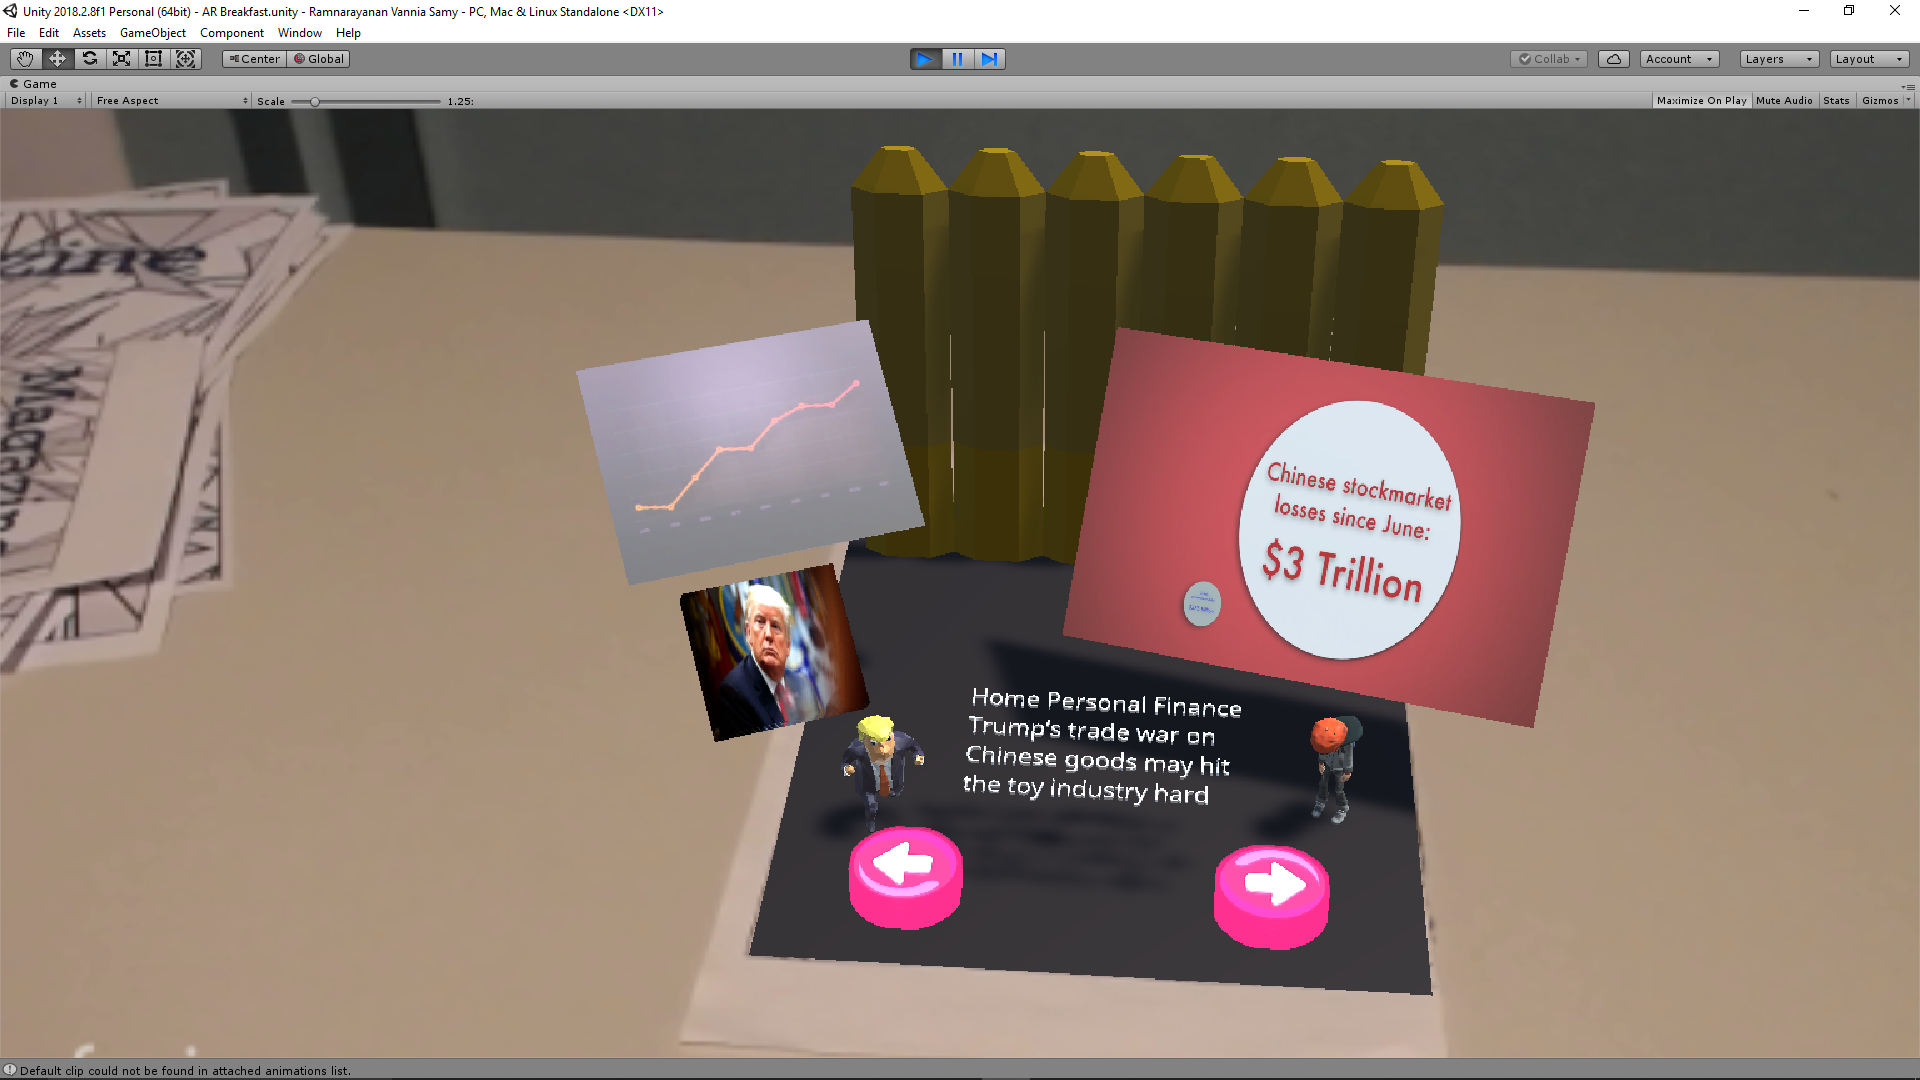 Unity 2018.2.8f1 Personal (64bit) - AR Breakfast.unity - Ramnarayanan Vannia Samy - PC, Mac & Linux Standalone <DX11>
File Edit Assets GameObject Component Window Help
Center Global Collab Account Layers Layout
Game
Display 1 Free Aspect Scale 1.25: Maximize On Play Mute Audio Stats Gizmos
Magazine
Chinese stockmarket
losses since June:
$3 Trillion
Home Personal Finance
Trump's trade war on
Chinese goods may hit
the toy industry hard
Default clip could not be found in attached animations list.